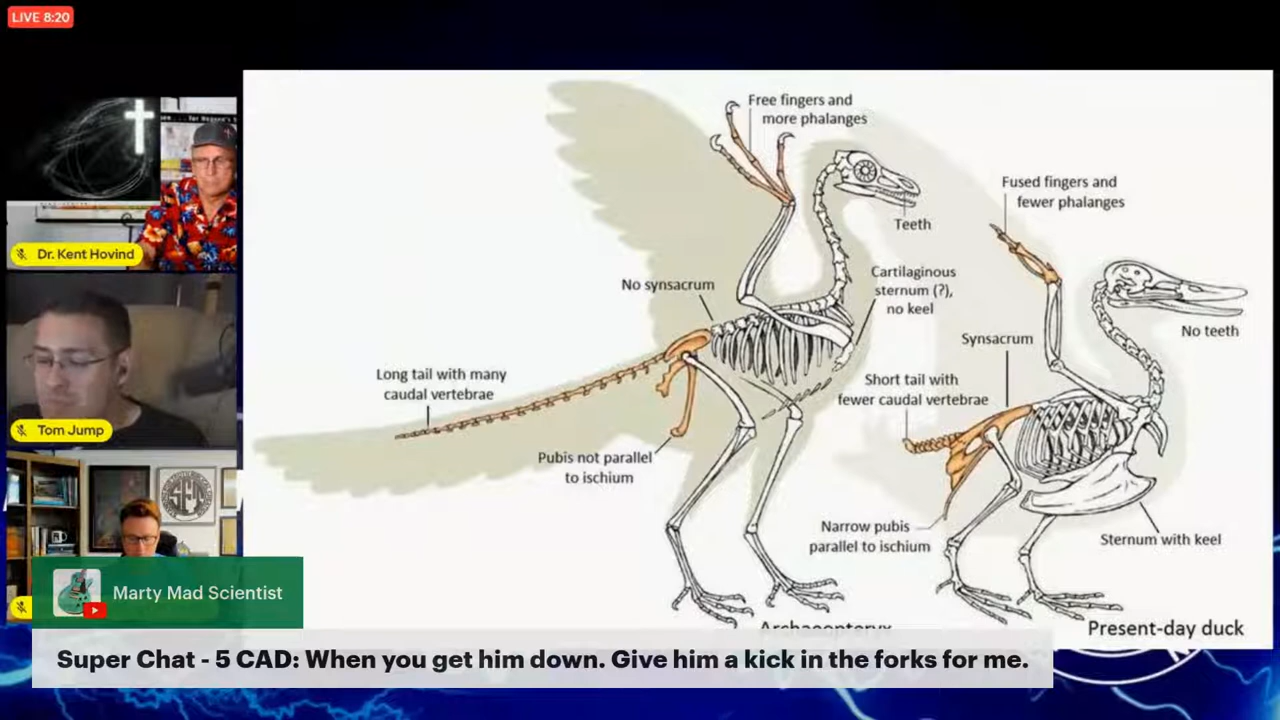 LIVE 8:20
Dr. Kent Hovind
Tom Jump
Free fingers and
more phalanges
Fused fingers and
fewer phalanges
Teeth
No synsacrum
Cartilaginous
sternum (?),
no keel
No teeth
Synsacrum
Long tail with many
caudal vertebrae
Short tail with
fewer caudal vertebrae
Pubis not parallel
to ischium
Narrow pubis
parallel to ischium
Sternum with keel
Archaeopteryx
Present-day duck
SFT
Marty Mad Scientist
Super Chat - 5 CAD: When you get him down. Give him a kick in the forks for me.